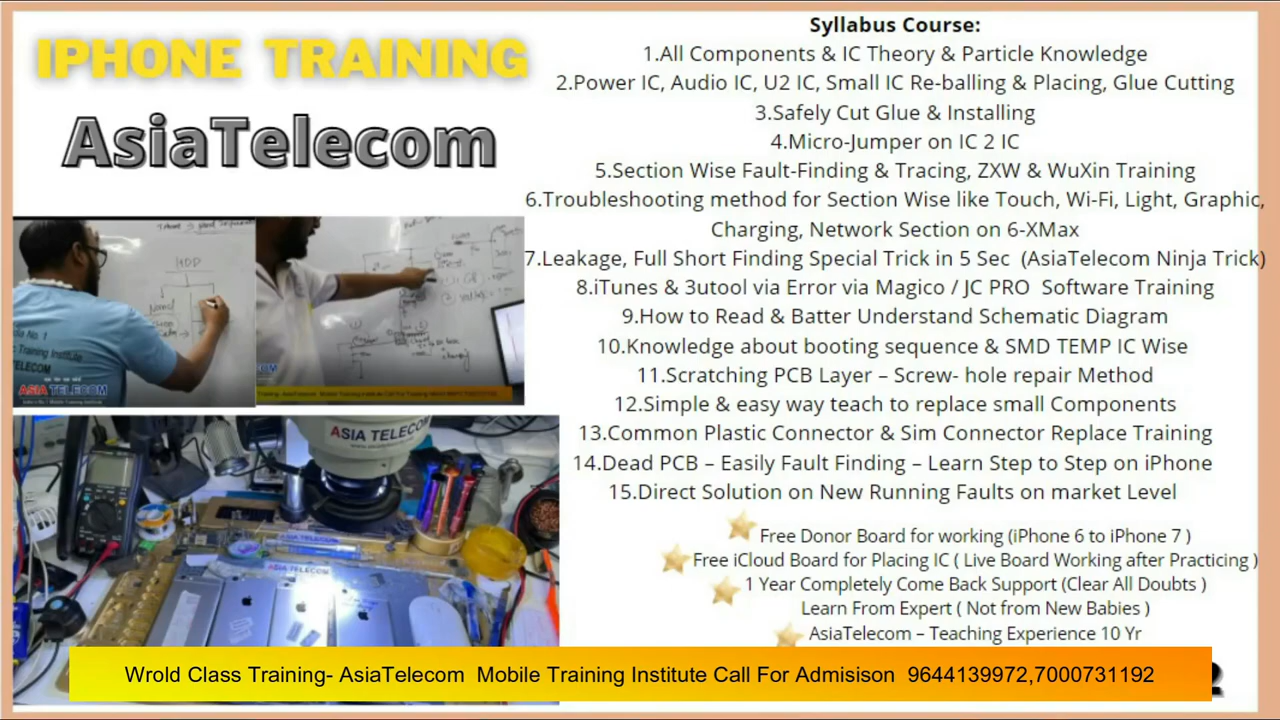 IPHONE TRAINING
AsiaTelecom
Syllabus Course:
1.All Components & IC Theory & Particle Knowledge
2.Power IC, Audio IC, U2 IC, Small IC Re-balling & Placing, Glue Cutting
3.Safely Cut Glue & Installing
4.Micro-Jumper on IC 2 IC
5.Section Wise Fault-Finding & Tracing, ZXW & WuXin Training
6.Troubleshooting method for Section Wise like Touch, Wi-Fi, Light, Graphic,
Charging, Network Section on 6-XMax
7.Leakage, Full Short Finding Special Trick in 5 Sec (AsiaTelecom Ninja Trick)
8.iTunes & 3utool via Error via Magico / JC PRO Software Training
9.How to Read & Batter Understand Schematic Diagram
10.Knowledge about booting sequence & SMD TEMP IC Wise
11.Scratching PCB Layer – Screw- hole repair Method
12.Simple & easy way teach to replace small Components
13.Common Plastic Connector & Sim Connector Replace Training
14.Dead PCB – Easily Fault Finding – Learn Step to Step on iPhone
15.Direct Solution on New Running Faults on market Level
Free Donor Board for working (iPhone 6 to iPhone 7 )
Free iCloud Board for Placing IC ( Live Board Working after Practicing )
1 Year Completely Come Back Support (Clear All Doubts )
Learn From Expert ( Not from New Babies )
AsiaTelecom – Teaching Experience 10 Yr
Training Institute
ASIA TELECOM
ASIA TELECOM
ASIA TELECOM
Wrold Class Training- AsiaTelecom Mobile Training Institute Call For Admisison 9644139972,7000731192